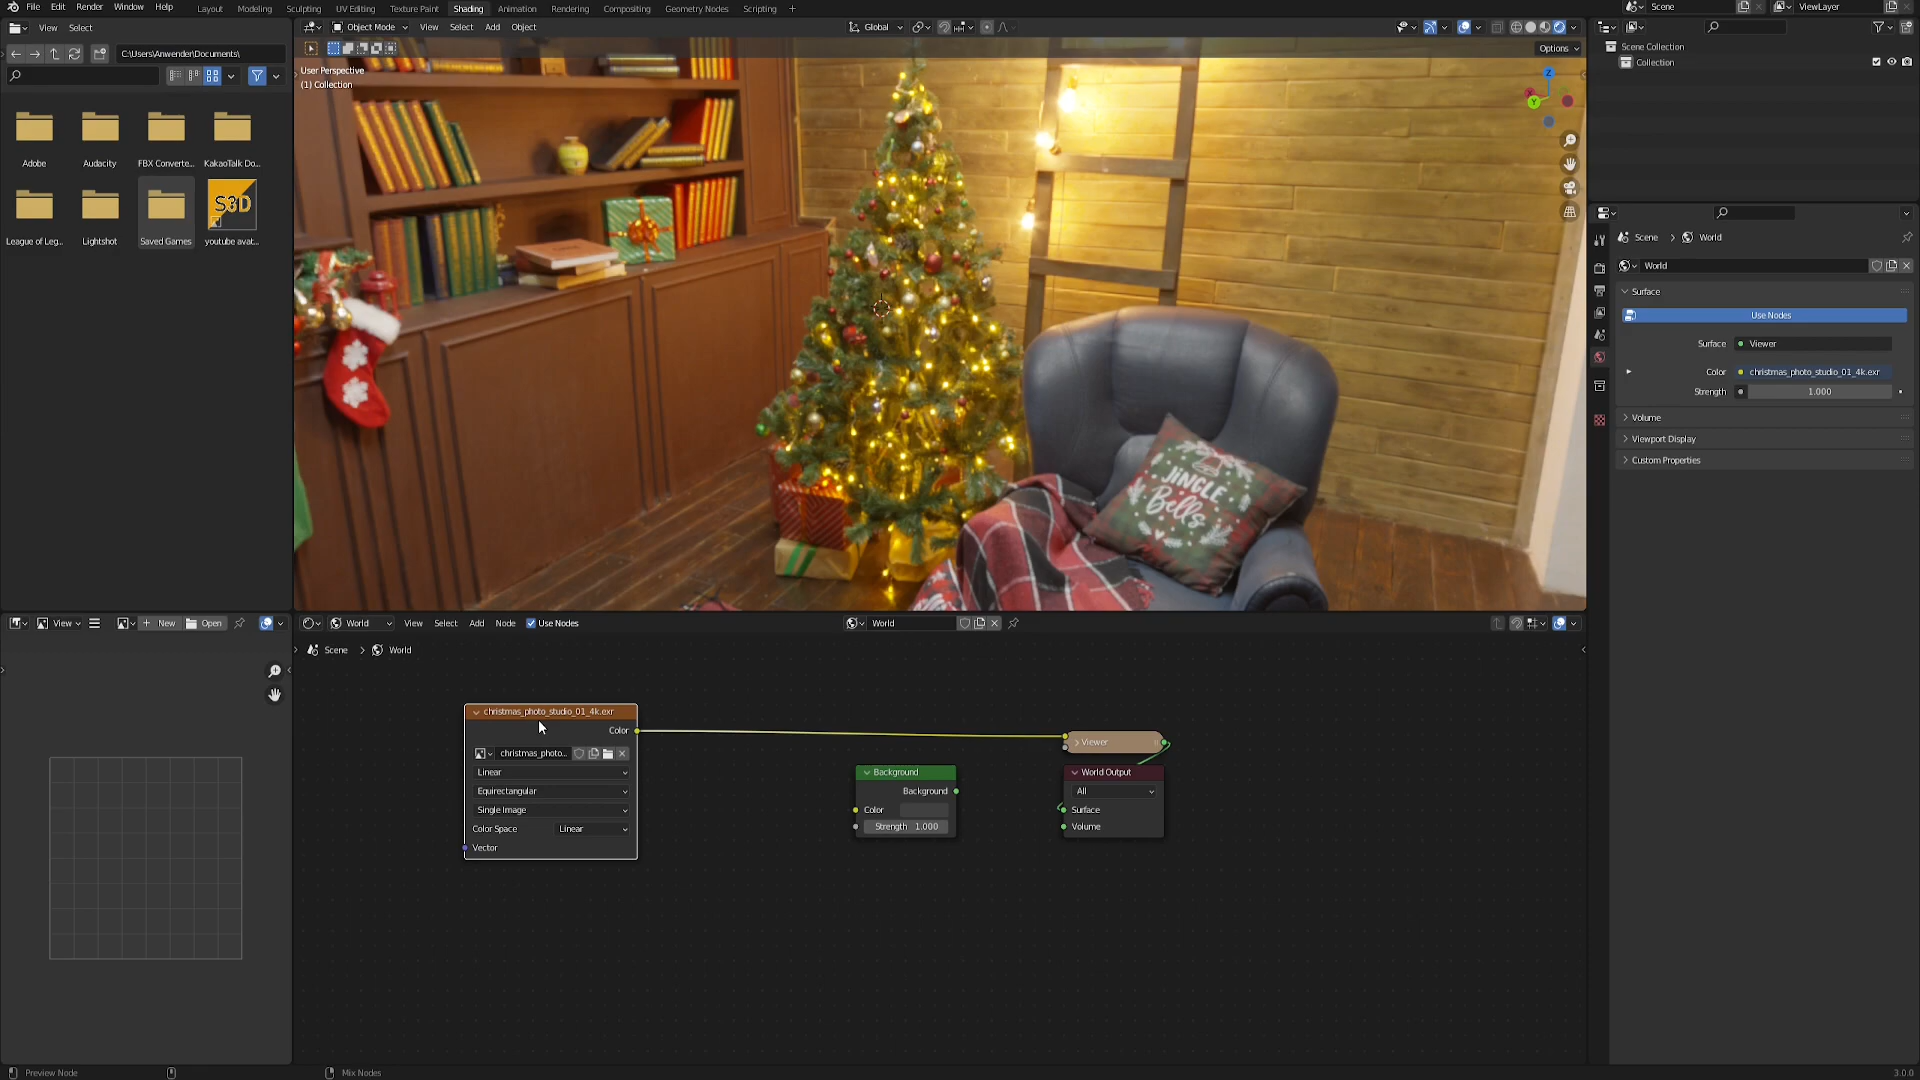 File Edit Render Window Help Layout Modeling Sculpting UV Editing Texture Paint Shading Animation Rendering Compositing Geometry Nodes Scripting + Scene ViewLayer
View Select
Object Mode View Select Add Object Global
C:\Users\Anwender\Documents\
Options
User Perspective
(1) Collection
Adobe Audacity FBX Converte... KakaoTalk Do...
S3D
League of Leg... Lightshot Saved Games youtube avat...
JINGLE
Bells
Z
X
Y
Scene Collection
Collection
Scene > World
World
Surface
Use Nodes
Surface Viewer
Color christmas_photo_studio_01_4k.exr
Strength 1.000
Volume
Viewport Display
Custom Properties
View + New Open
World View Select Add Node Use Nodes World
Scene > World
christmas_photo_studio_01_4k.exr
Color
christmas_photo...
Linear
Equirectangular
Single Image
Color Space Linear
Vector
Background
Background
Color
Strength 1.000
Viewer
World Output
All
Surface
Volume
Preview Node Mix Nodes 3.0.0